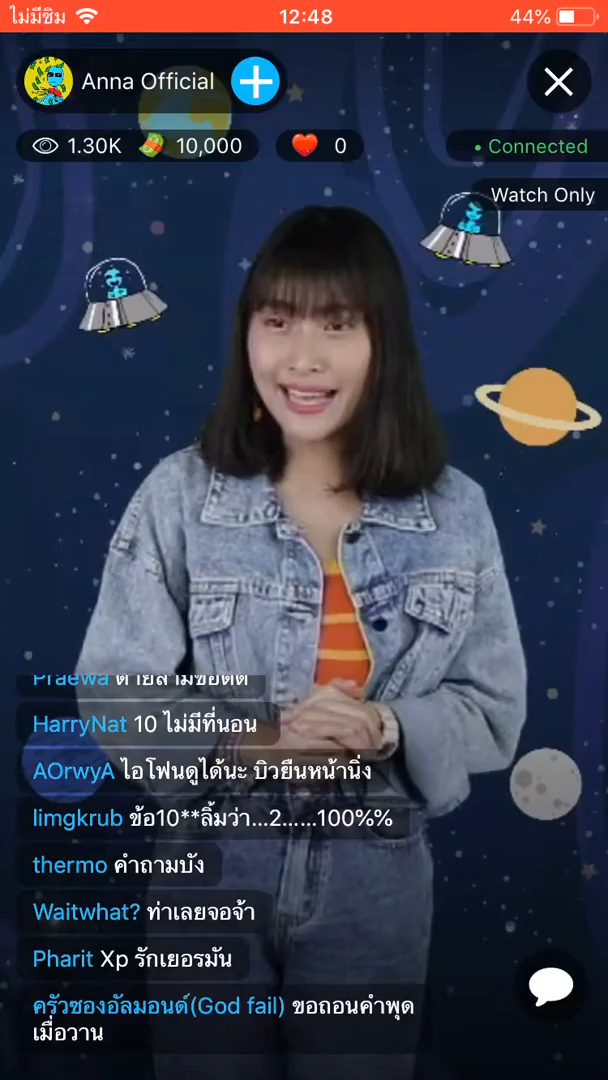 ไม่มีซิม 12:48 44%
Anna Official
1.30K 10,000 0 • Connected
Watch Only
Praewa
HarryNat 10 ไม่มีที่นอน
AOrwyA ไอโฟนดูได้นะ บิวยืนหน้านิ่ง
limgkrub ข้อ10**ลิ้มว่า...2......100%%
thermo คำถามบัง
Waitwhat? ท่าเลยจอจ้า
Pharit Xp รักเยอรมัน
ครัวซองอัลมอนด์(God fail) ขอถอนคำพุด
เมื่อวาน